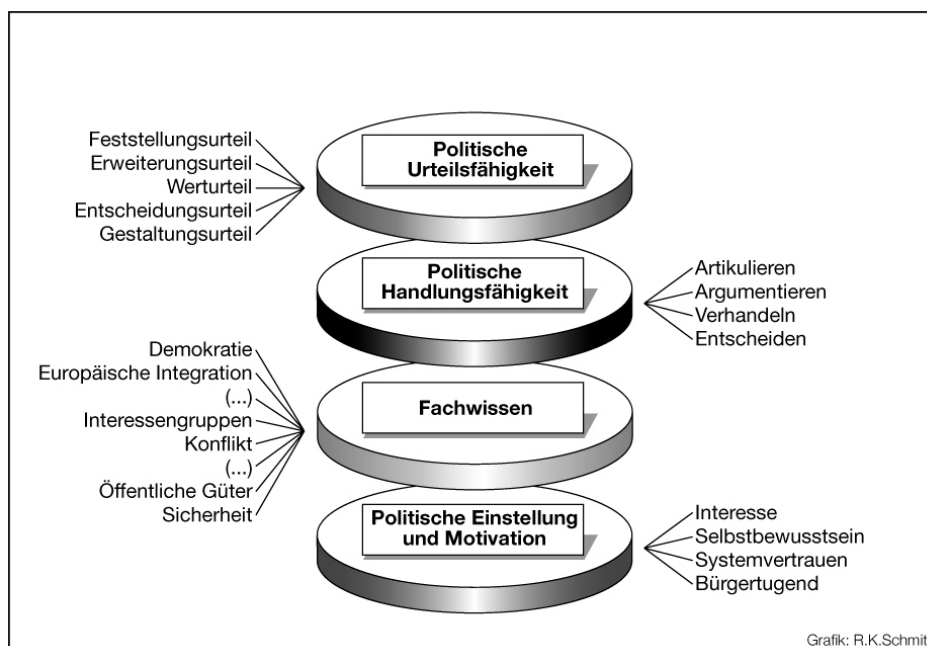 Feststellungsurteil
Erweiterungsurteil
Werturteil
Entscheidungsurteil
Gestaltungsurteil
Politische
Urteilsfähigkeit
Politische
Handlungsfähigkeit
Artikulieren
Argumentieren
Verhandeln
Entscheiden
Demokratie
Europäische Integration
(...)
Interessengruppen
Konflikt
(...)
Öffentliche Güter
Sicherheit
Fachwissen
Politische Einstellung
und Motivation
Interesse
Selbstbewusstsein
Systemvertrauen
Bürgertugend
Grafik: R.K.Schmit